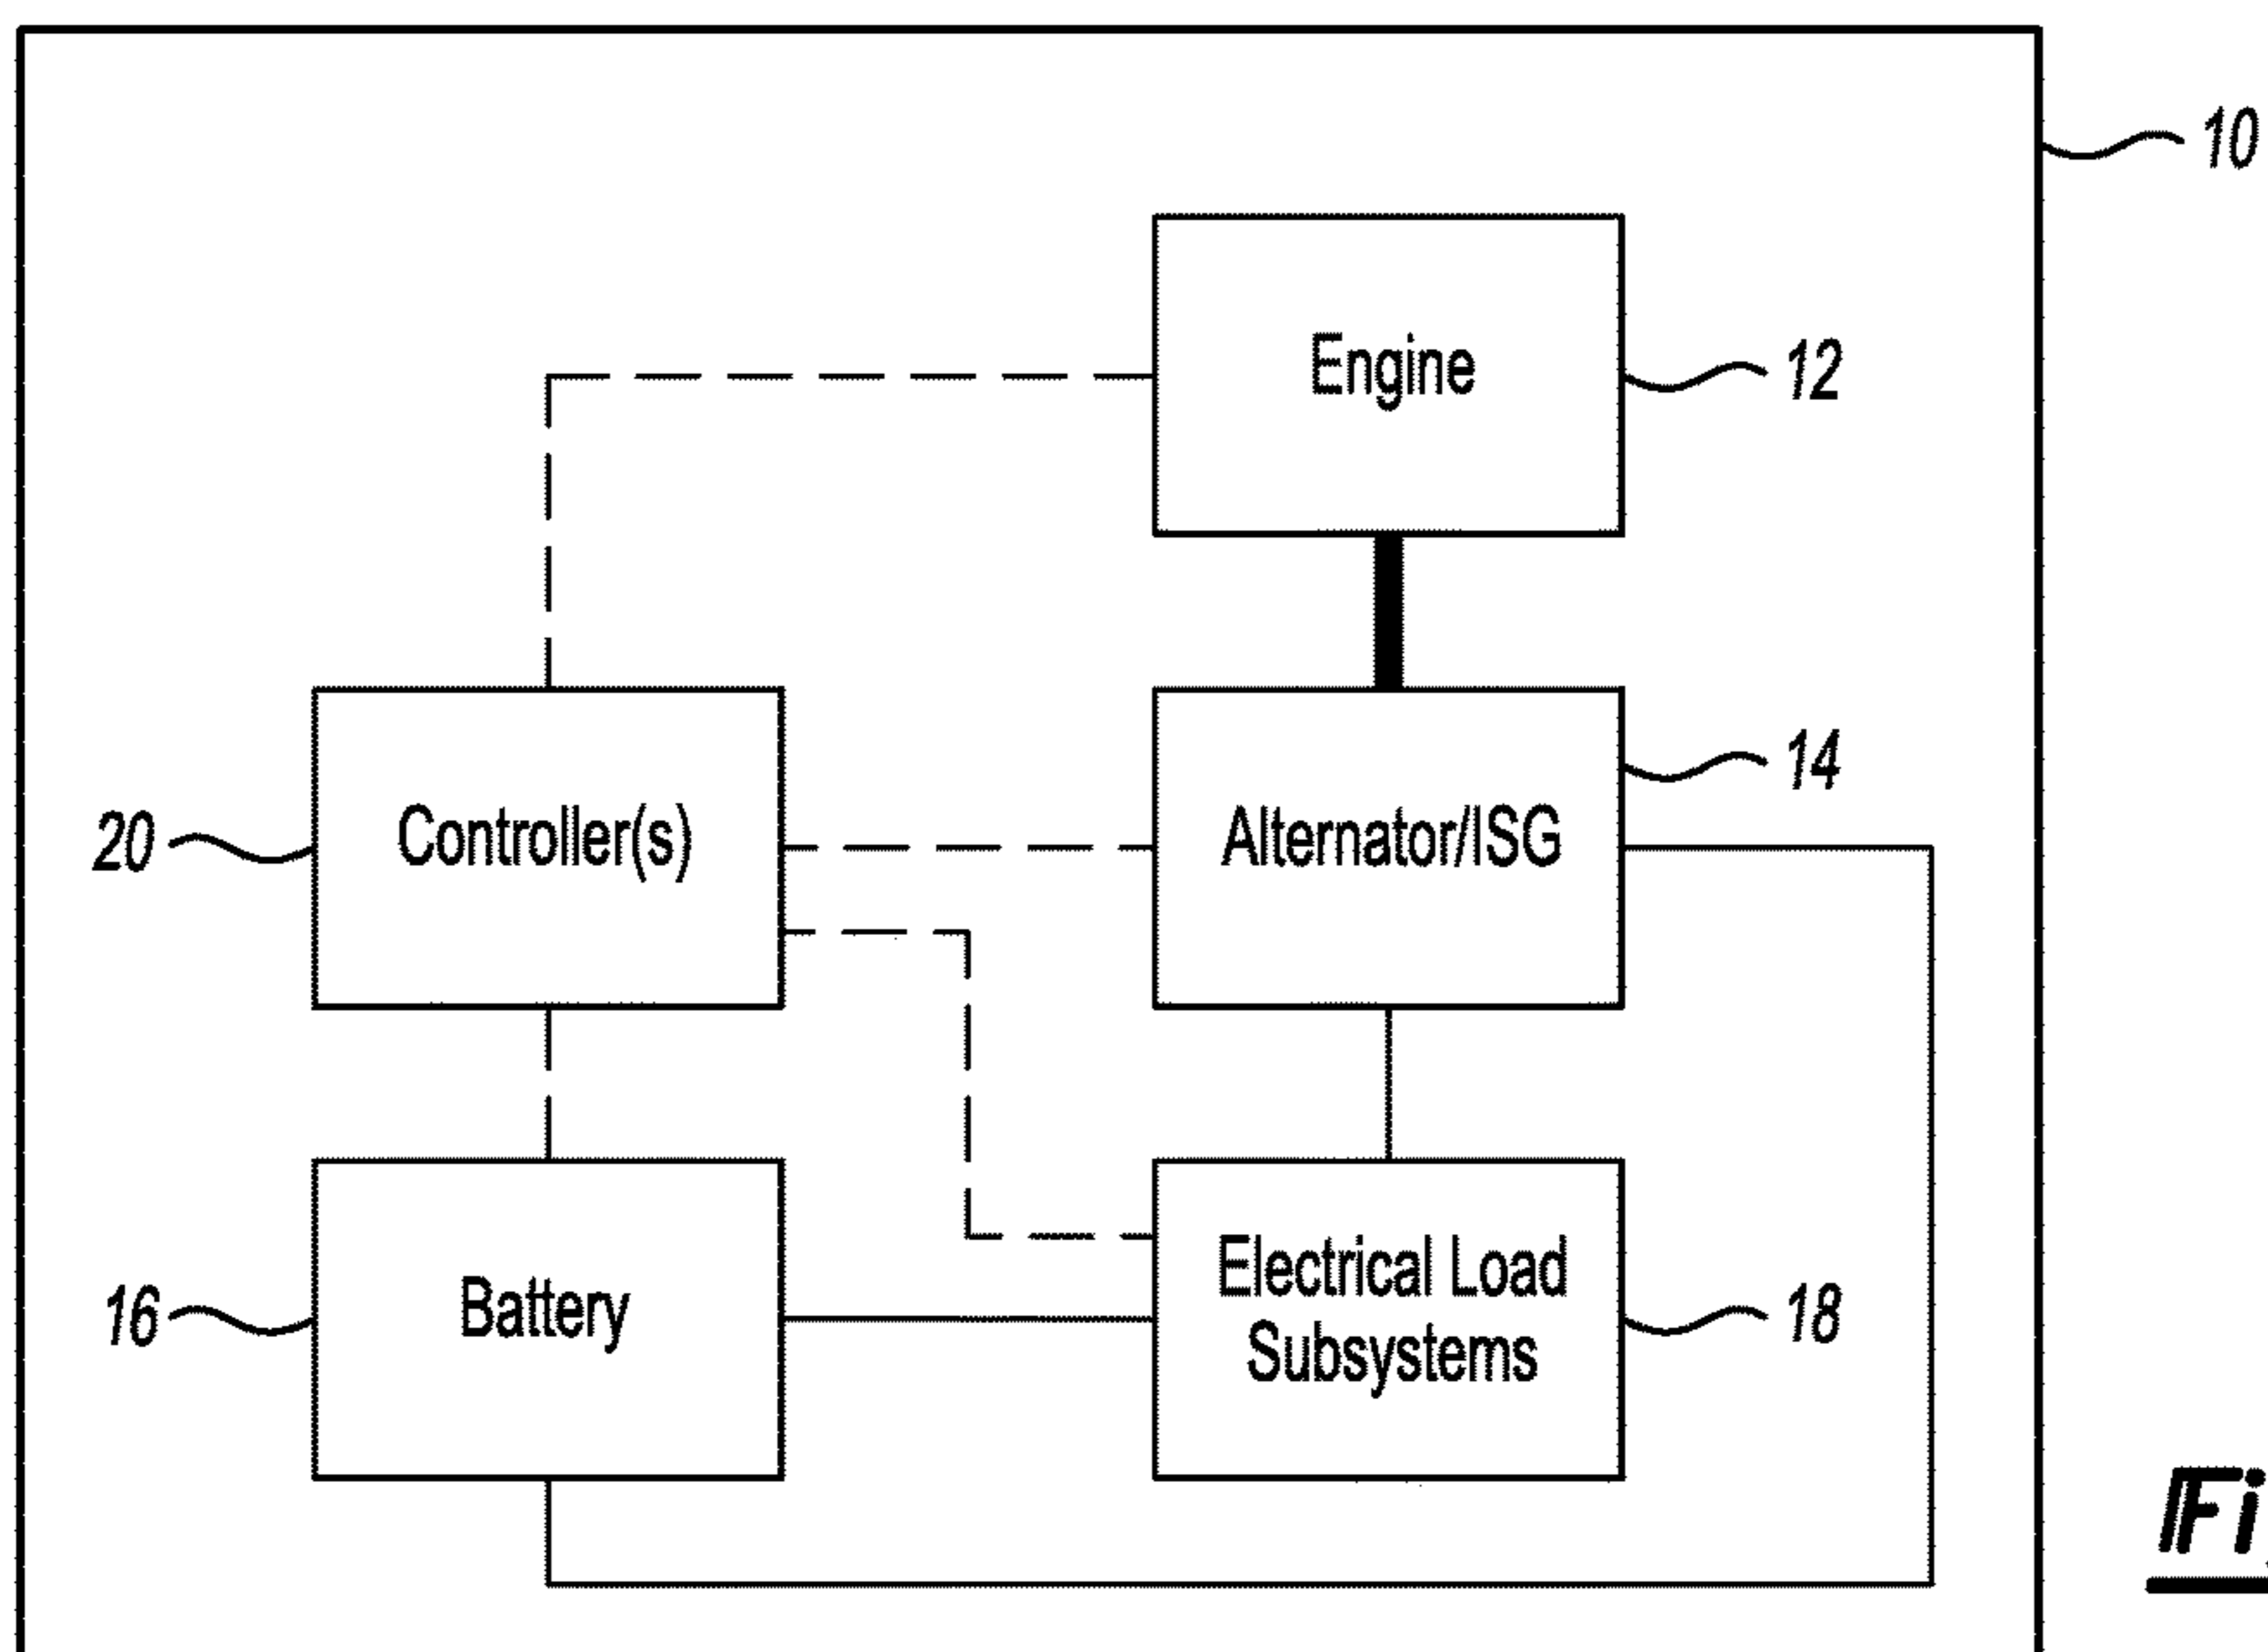 10
Engine
12
14
Controller(s)
Alternator/ISG
20
Electrical Load
Subsystems
Battery
16
18